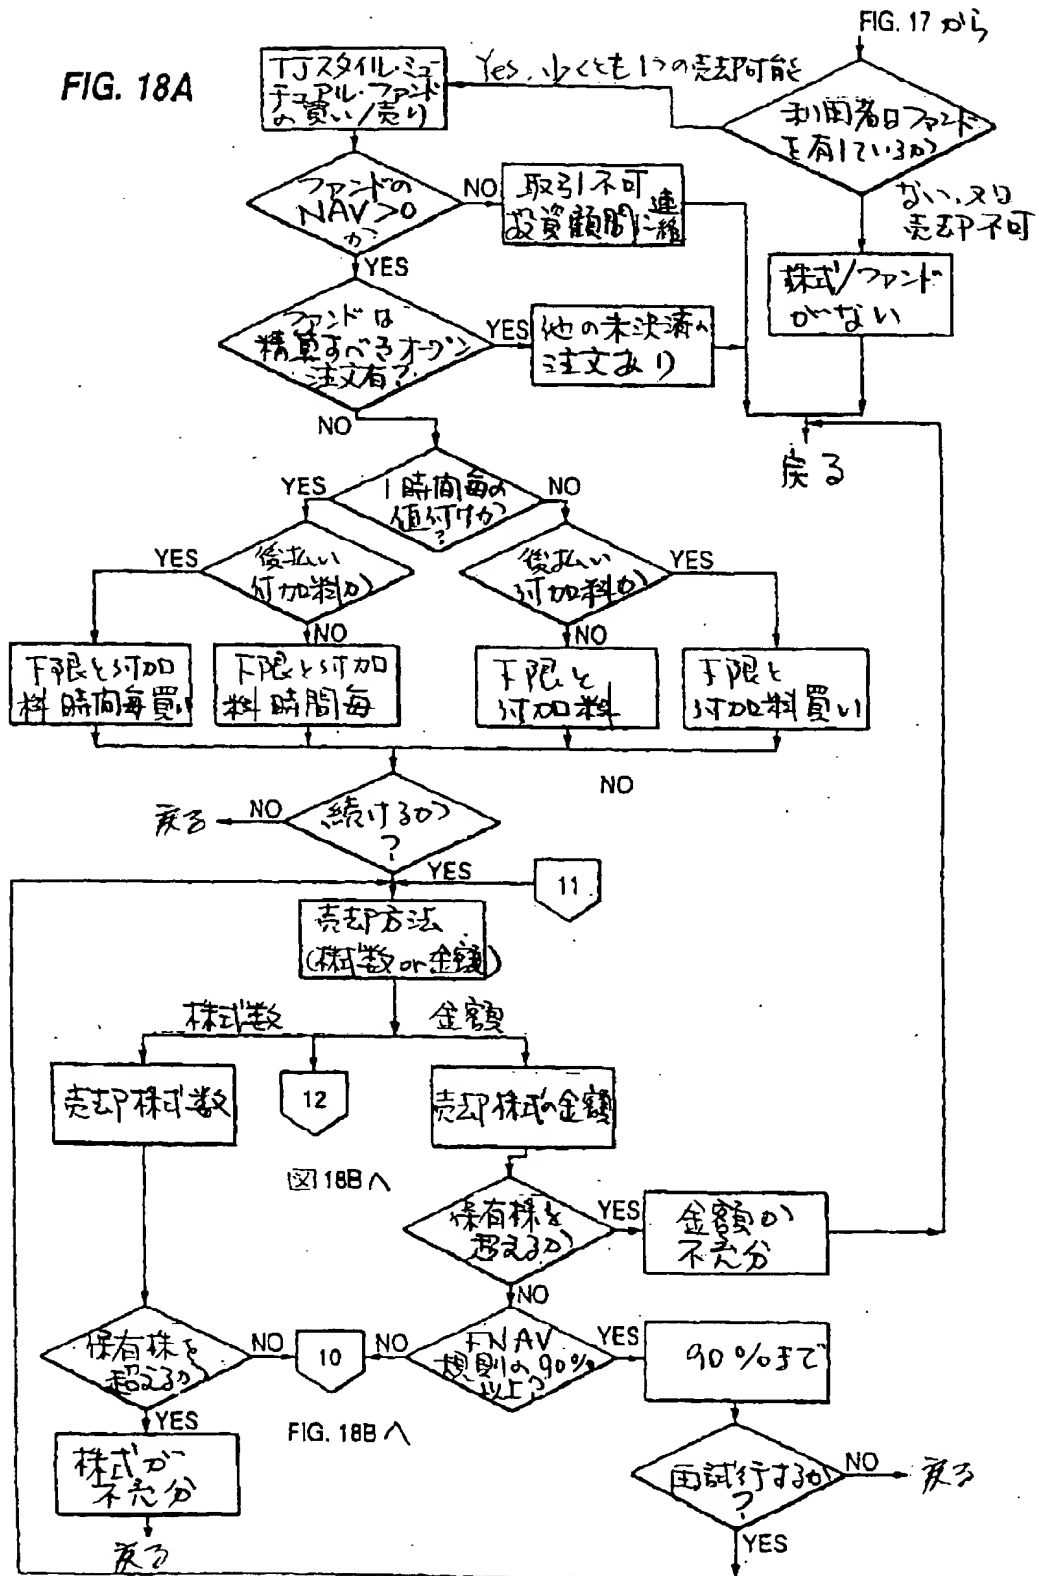 FIG. 18A
FIG. 17 から
TJスタイル・ミュー
チュアル・ファンド
の買い/売り
Yes、少くとも1つの売却可能
利用者はファンド
を有しているか
ない、又は
売却不可
株式/ファンド
がない
ファンドの
NAV>0
か?
NO
取引不可
投資顧問に連絡
YES
ファンドは
精算すべきオープン
注文有?
YES
他の未決済の
注文あり
NO
戻る
1時間毎の
値付けか
?
YES
NO
後払い
付加料か
YES
NO
後払い
付加料か
YES
NO
下限と付加
料時間毎買い
下限と付加
料時間毎
下限と
付加料
下限と
付加料買い
NO
続けるか
?
NO
戻る
YES
11
売却方法
(株式数or金額)
株式数
金額
売却株式数
12
売却株式の金額
図18Bへ
保有株を
超えるか
YES
金額が
不充分
NO
保有株を
超えるか
NO
10
NO
FNAV
規則の90%
以上?
YES
90%まで
YES
FIG. 18Bへ
株式が
不充分
戻る
再試行するか
?
NO
戻る
YES